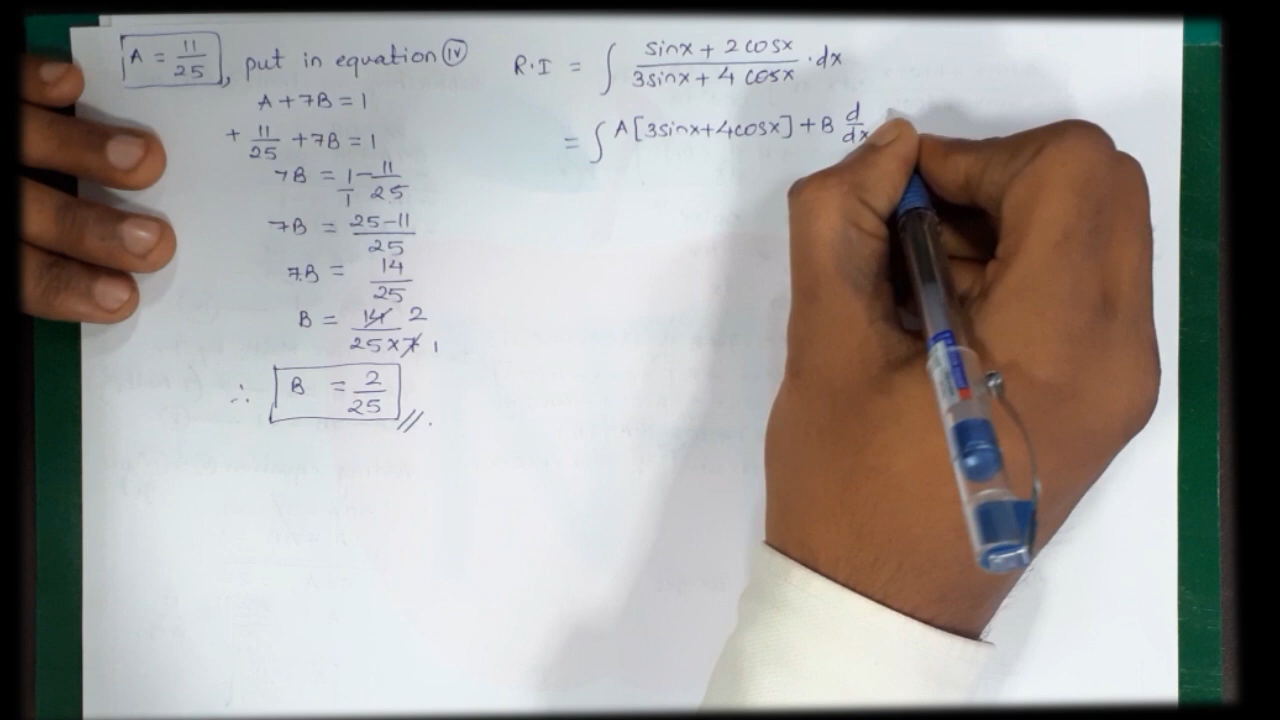 A = 11/25, put in equation (iv)
A + 7B = 1
+ 11/25 + 7B = 1
7B = 1/1 - 11/25
7B = 25-11/25
7B = 14/25
B = 14/25×7 2 1
∴ B = 2/25 //.
R.I = ∫ sinx + 2cosx / 3sinx + 4cosx .dx
= ∫ A[3sinx+4cosx] + B d/dx